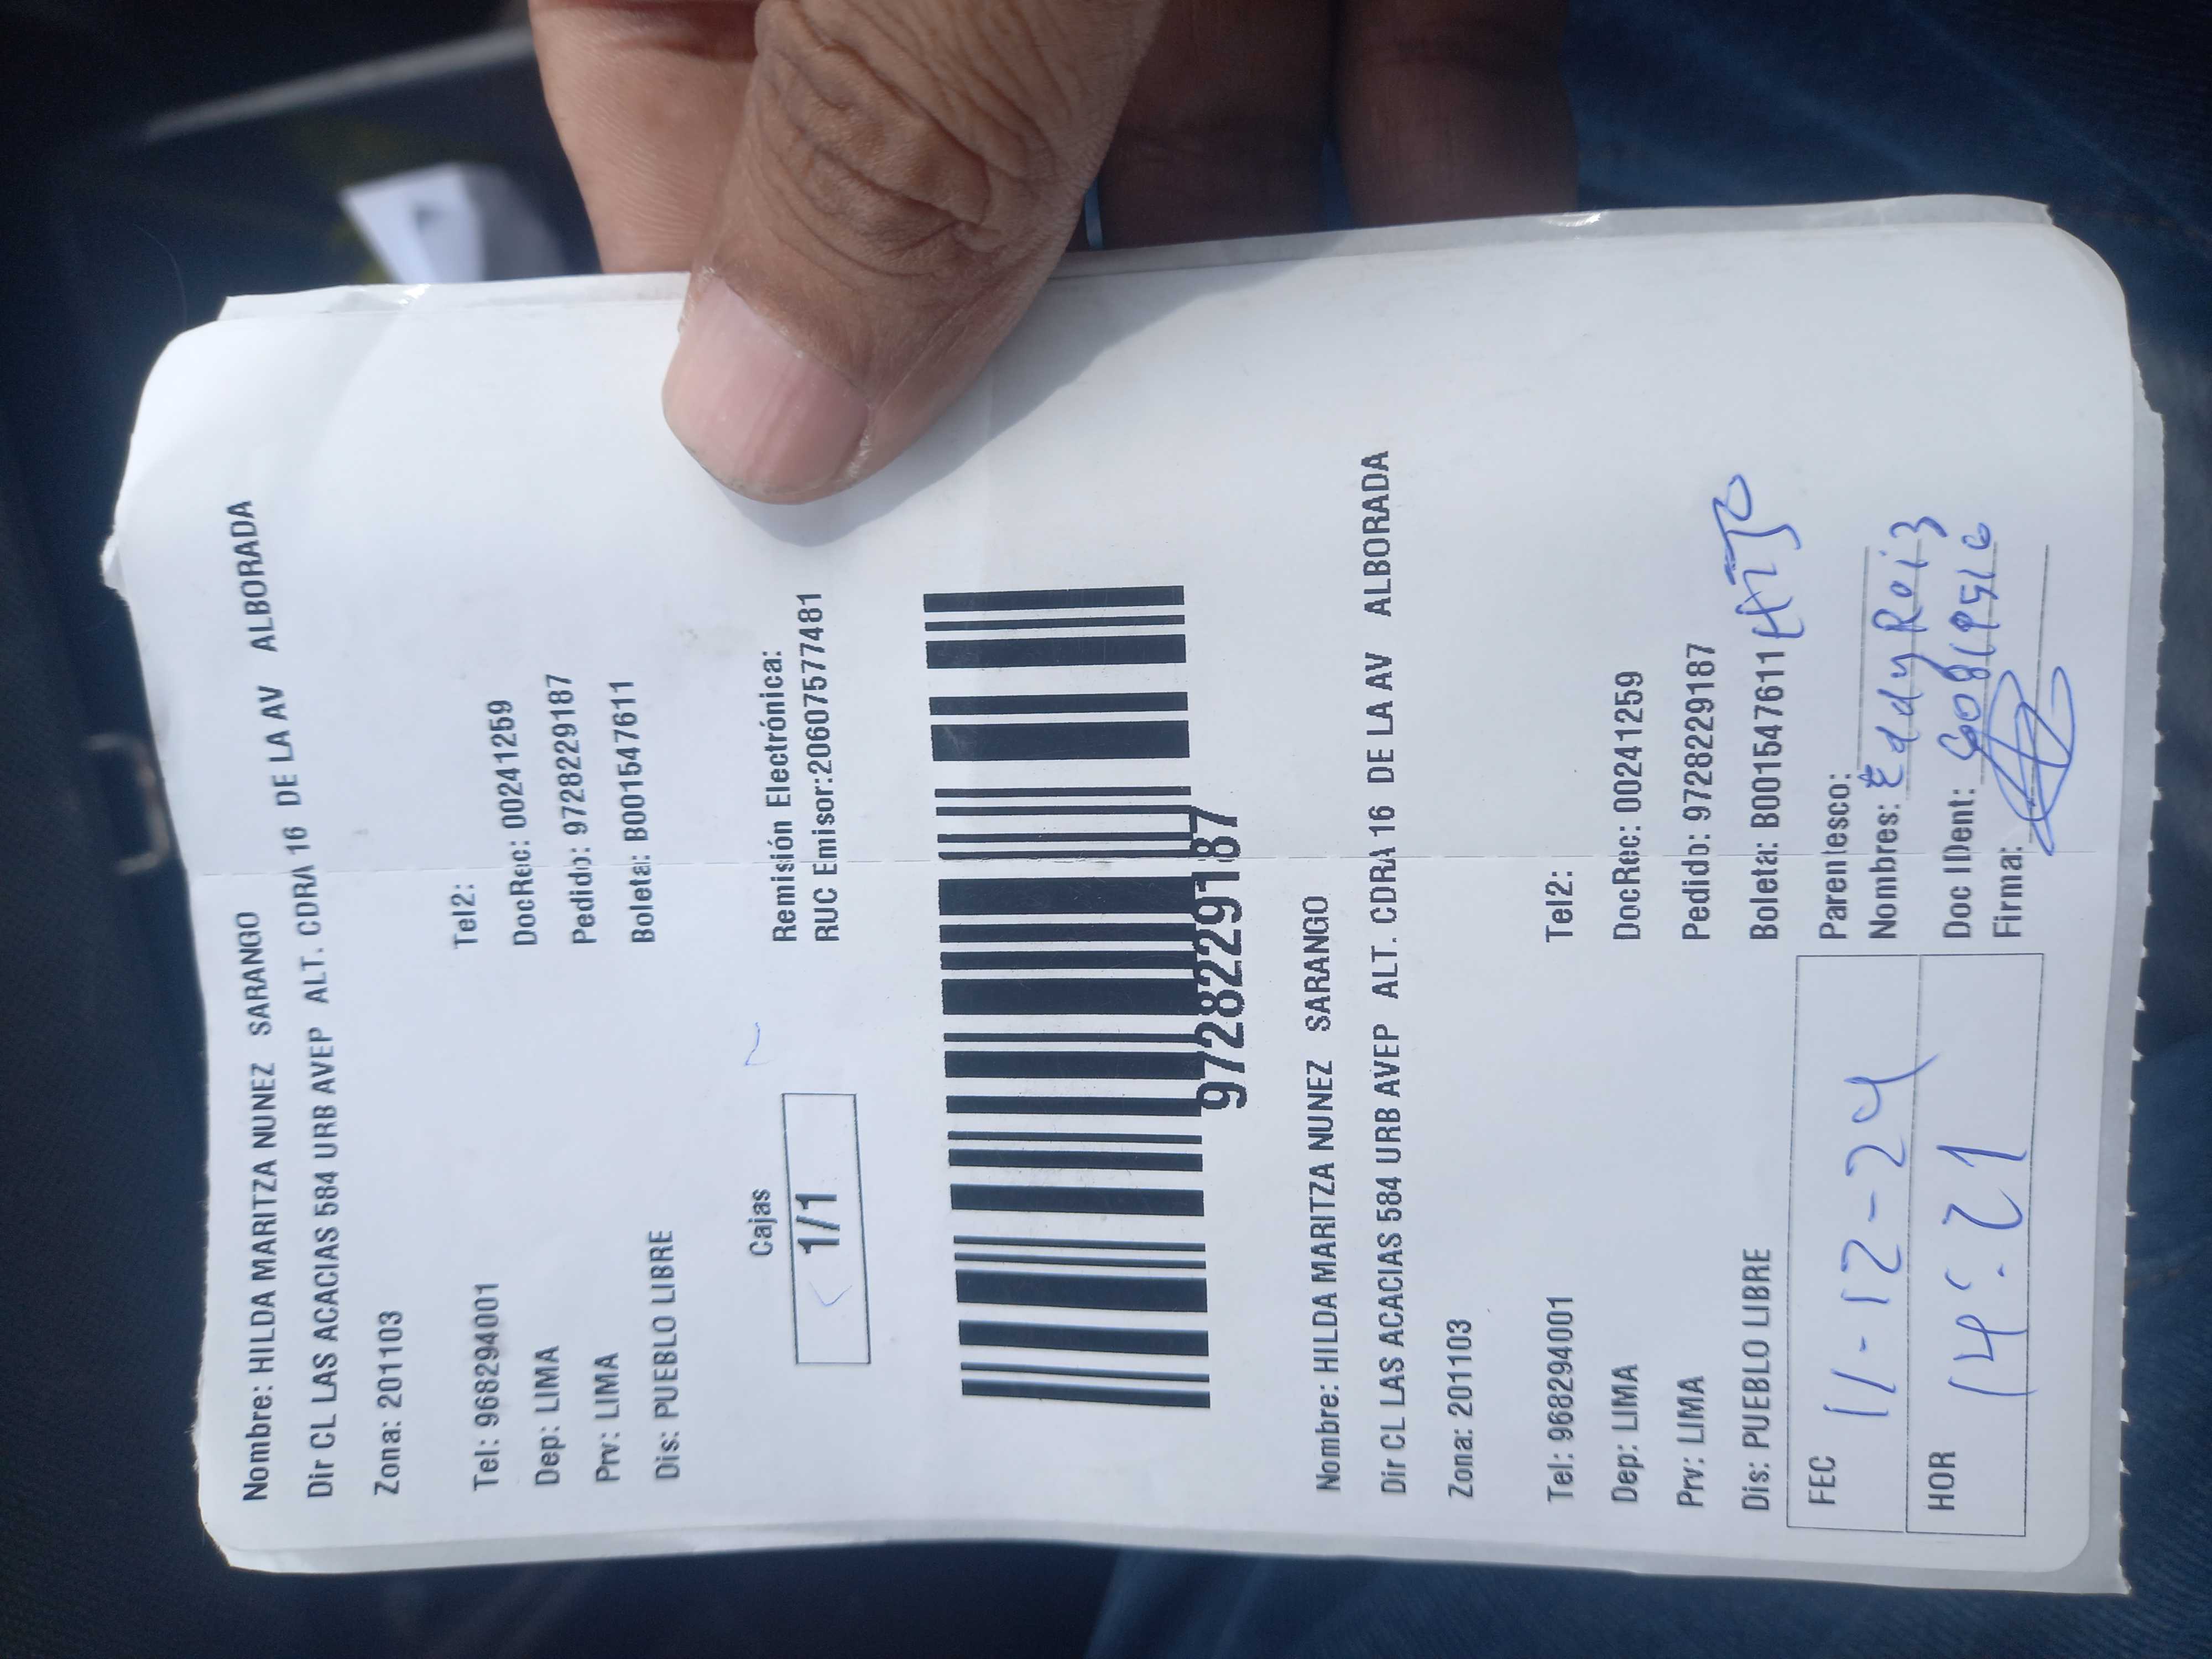 Nombre: HILDA MARITZA NUNEZ SARANGO
Dir CL LAS ACACIAS 584 URB AVEP ALT. CDRA 16 DE LA AV ALBORADA
Zona: 201103
Tel: 968294001 Tel2:
Dep: LIMA DocRec: 00241259
Prv: LIMA Pedido: 9728229187
Dis: PUEBLO LIBRE Boleta: B001547611
Cajas Remisión Electrónica:
1/1 RUC Emisor:20607577481
9728229187
Nombre: HILDA MARITZA NUNEZ SARANGO
Dir CL LAS ACACIAS 584 URB AVEP ALT. CDRA 16 DE LA AV ALBORADA
Zona: 201103
Tel: 968294001 Tel2:
Dep: LIMA DocRec: 00241259
Prv: LIMA Pedido: 9728229187
Dis: PUEBLO LIBRE Boleta: B001547611 HIJO
FEC 11-12-24 Parentesco:
Nombres: Eddy
HOR 14:21 Doc IDent:
Firma: